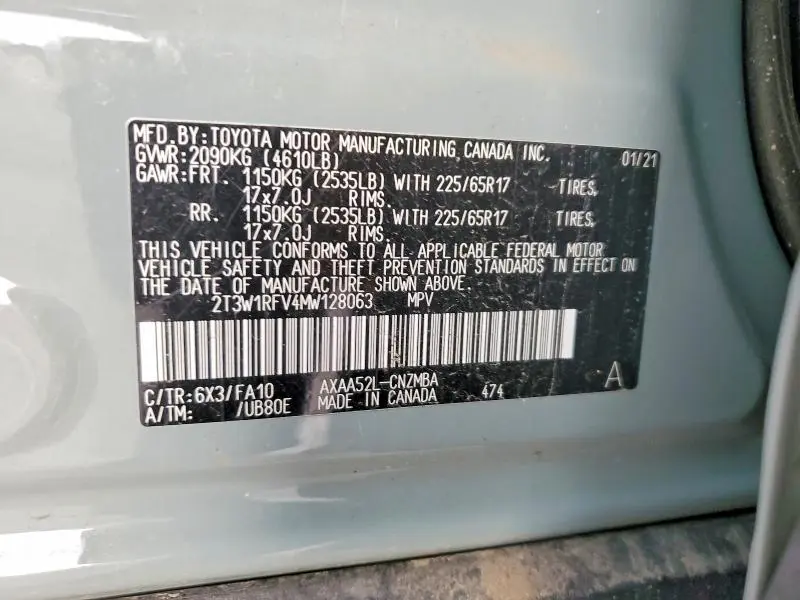 MFD. BY: TOYOTA MOTOR MANUFACTURING, CANADA INC. 01/21
GVWR: 2090KG (4610LB)
GAWR: FRT. 1150KG (2535LB) WITH 225/65R17 TIRES,
17x7.0J RIMS.
RR. 1150KG (2535LB) WITH 225/65R17 TIRES,
17x7.0J RIMS.
THIS VEHICLE CONFORMS TO ALL APPLICABLE FEDERAL MOTOR
VEHICLE SAFETY AND THEFT PREVENTION STANDARDS IN EFFECT ON
THE DATE OF MANUFACTURE SHOWN ABOVE.
2T3W1RFV4MW128063 MPV
C/TR: 6X3/FA10 AXAA52L-CNZMBA 474 A
A/TM: /UB80E MADE IN CANADA